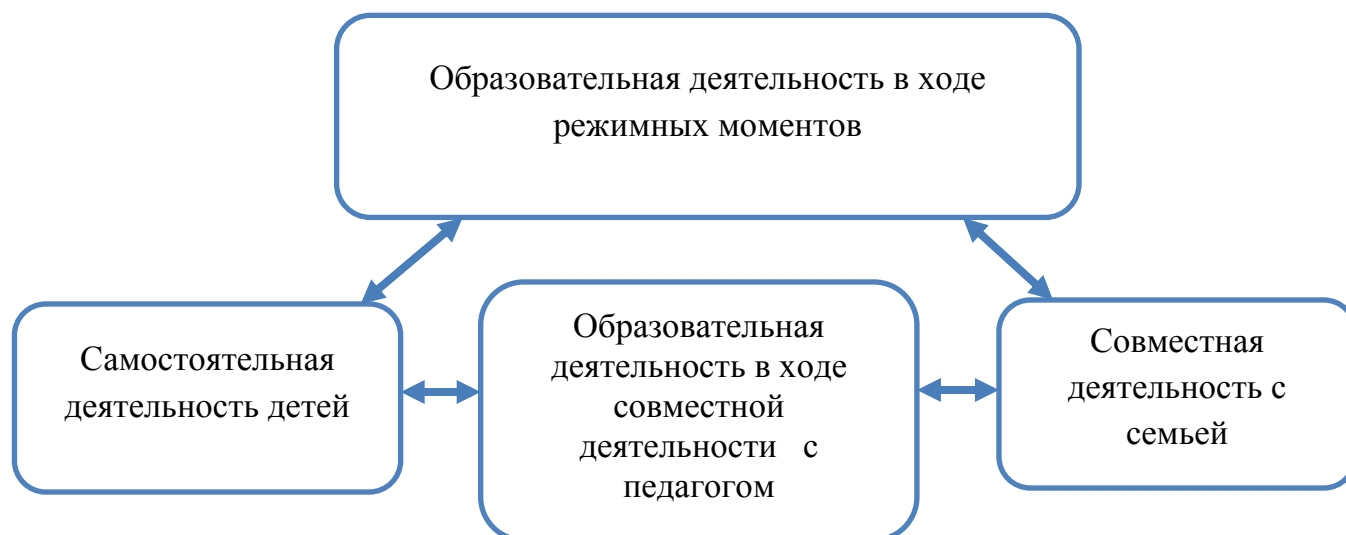 Образовательная деятельность в ходе
режимных моментов
Самостоятельная
деятельность детей
Образовательная
деятельность в ходе
совместной
деятельности с
педагогом
Совместная
деятельность с
семьей